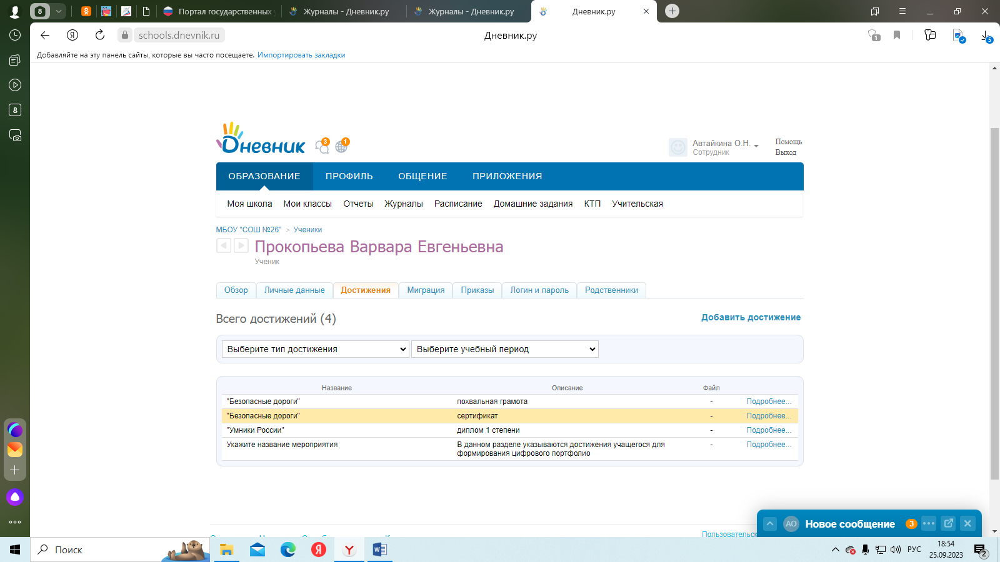 8
Портал государственных
Журналы - Дневник.ру
Журналы - Дневник.ру
Дневник.ру
schools.dnevnik.ru
Дневник.ру
1
5
Добавляйте на эту панель сайты, которые вы часто посещаете. Импортировать закладки
8
Дневник
3
1
Автайкина О.Н.
Сотрудник
Помощь
Выход
ОБРАЗОВАНИЕ ПРОФИЛЬ ОБЩЕНИЕ ПРИЛОЖЕНИЯ
Моя школа Мои классы Отчеты Журналы Расписание Домашние задания КТП Учительская
МБОУ "СОШ №26" > Ученики
Прокопьева Варвара Евгеньевна
Ученик
Обзор Личные данные Достижения Миграция Приказы Логин и пароль Родственники
Всего достижений (4)
Добавить достижение
Выберите тип достижения
Выберите учебный период
Название Описание Файл
"Безопасные дороги" похвальная грамота - Подробнее...
"Безопасные дороги" сертификат - Подробнее...
"Умники России" диплом 1 степени - Подробнее...
Укажите название мероприятия В данном разделе указываются достижения учащегося для - Подробнее...
формирования цифрового портфолио
АО Новое сообщение 3
Поиск
РУС
18:54
25.09.2023
2